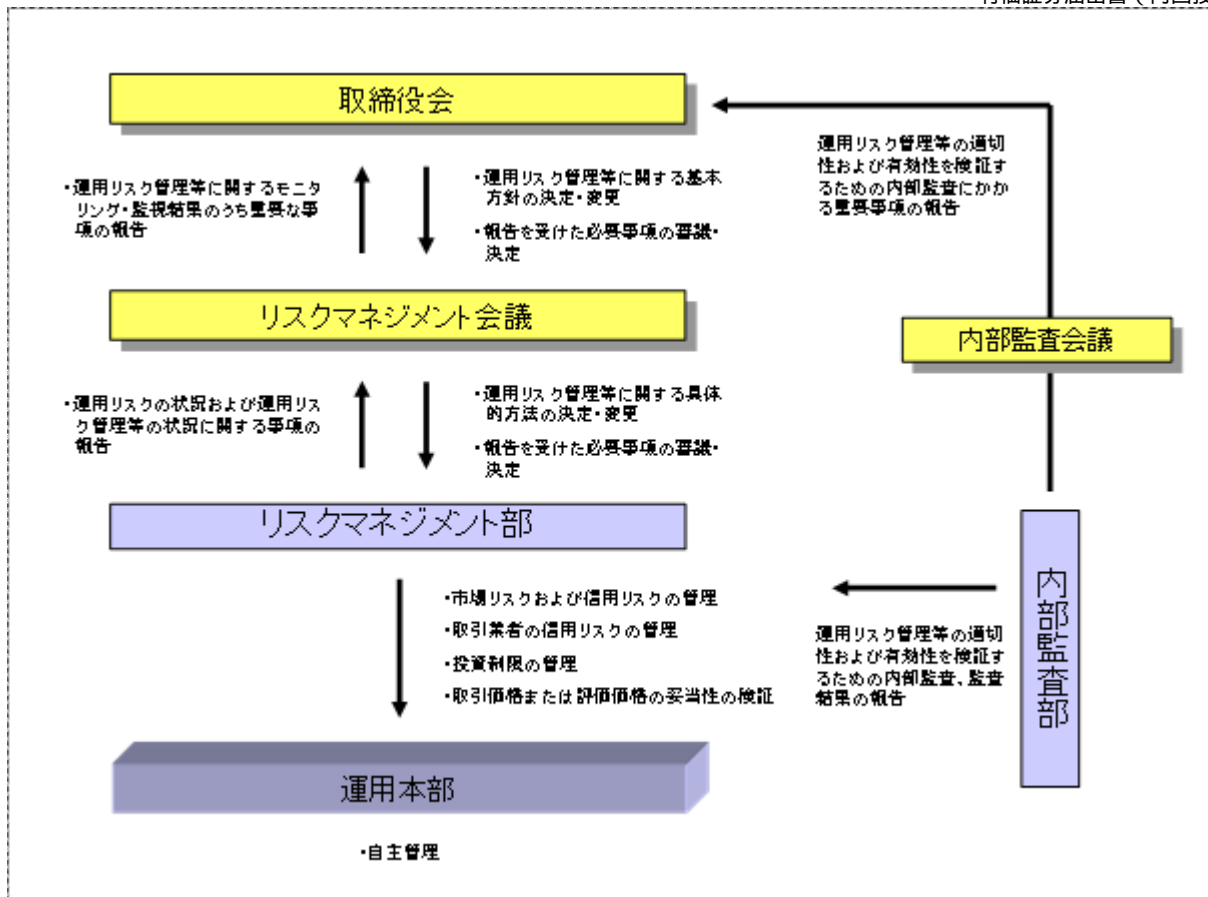 取締役会
・運用リスク管理等に関するモニタ
リング・監視結果のうち重要な事
項の報告
・運用リスク管理等に関する基本
方針の決定・変更
・報告を受けた必要事項の審議・
決定
運用リスク管理等の適切
性および有効性を検証す
るための内部監査にかか
る重要事項の報告
リスクマネジメント会議
内部監査会議
・運用リスクの状況および運用リス
ク管理等の状況に関する事項の
報告
・運用リスク管理等に関する具体
的方法の決定・変更
・報告を受けた必要事項の審議・
決定
リスクマネジメント部
内部監査部
・市場リスクおよび信用リスクの管理
・取引業者の信用リスクの管理
・投資制限の管理
・取引価格または評価価格の妥当性の検証
運用リスク管理等の適切
性および有効性を検証す
るための内部監査、監査
結果の報告
運用本部
・自主管理